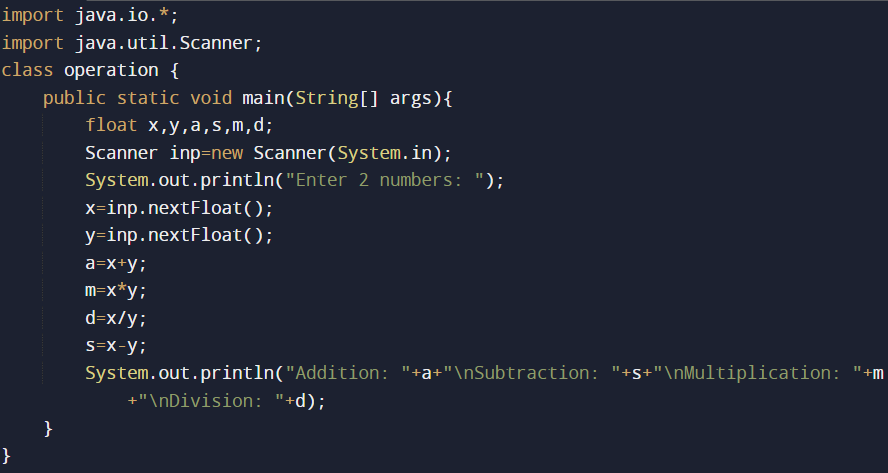 import java.io.*;
import java.util.Scanner;
class operation {
    public static void main(String[] args){
        float x,y,a,s,m,d;
        Scanner inp=new Scanner(System.in);
        System.out.println("Enter 2 numbers: ");
        x=inp.nextFloat();
        y=inp.nextFloat();
        a=x+y;
        m=x*y;
        d=x/y;
        s=x-y;
        System.out.println("Addition: "+a+"\nSubtraction: "+s+"\nMultiplication: "+m
            +"\nDivision: "+d);
    }
}